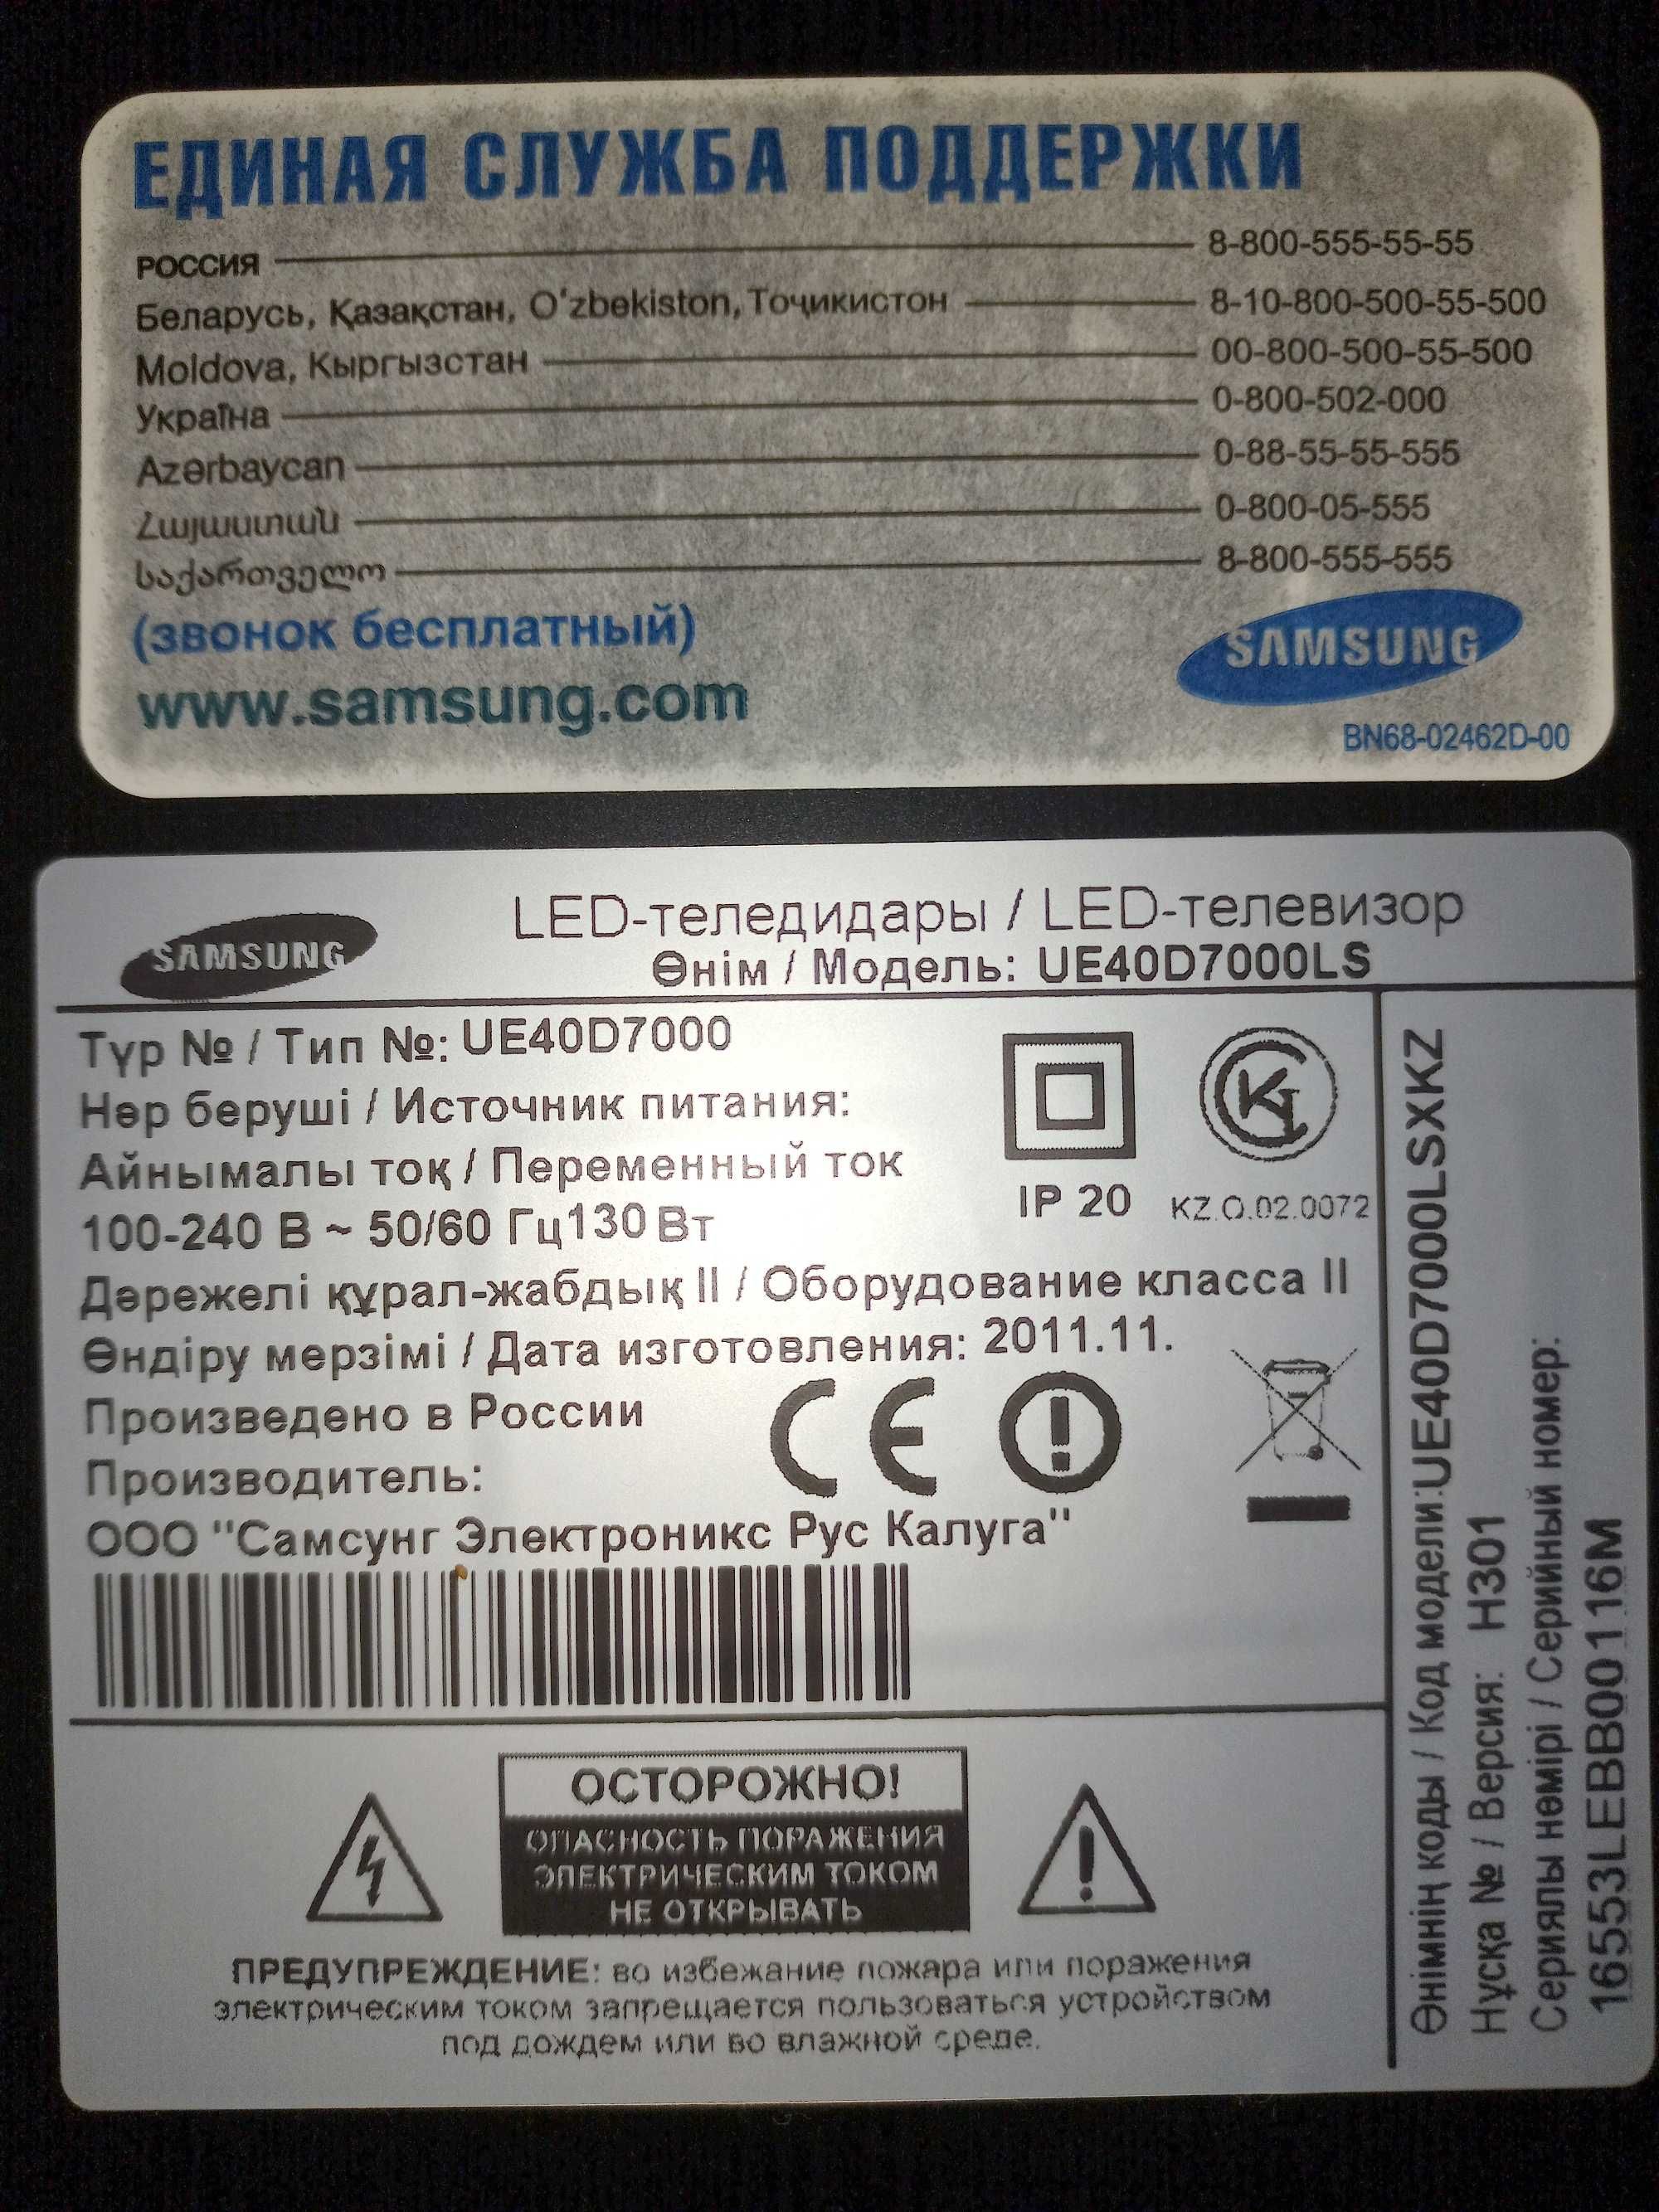 ЕДИНАЯ СЛУЖБА ПОДДЕРЖКИ
РОССИЯ 8-800-555-55-55
Беларусь, Қазақстан, O'zbekiston, Тоҷикистон 8-10-800-500-55-500
Moldova, Кыргызстан 00-800-500-55-500
Україна 0-800-502-000
Azərbaycan 0-88-55-55-555
Հայաստան 0-800-05-555
საქართველო 8-800-555-555
(звонок бесплатный)
www.samsung.com
SAMSUNG
BN68-02462D-00
SAMSUNG
LED-теледидары / LED-телевизор
Өнім / Модель: UE40D7000LS
Түр № / Тип №: UE40D7000
Нәр беруші / Источник питания:
Айнымалы тоқ / Переменный ток
100-240 В ~ 50/60 Гц 130 Вт
IP 20
KZ.O.02.0072
Дәрежелі құрал-жабдық II / Оборудование класса II
Өндіру мерзімі / Дата изготовления: 2011.11.
Произведено в России
CE
Производитель:
ООО "Самсунг Электроникс Рус Калуга"
ОСТОРОЖНО!
ОПАСНОСТЬ ПОРАЖЕНИЯ
ЭЛЕКТРИЧЕСКИМ ТОКОМ
НЕ ОТКРЫВАТЬ
ПРЕДУПРЕЖДЕНИЕ: во избежание пожара или поражения
электрическим током запрещается пользоваться устройством
под дождем или во влажной среде.
Өнімнің коды / Код модели:UE40D7000LSXKZ
Нұсқа № / Версия: H301
Сериялы нөмірі / Серийный номер:
16553LEBB00116M